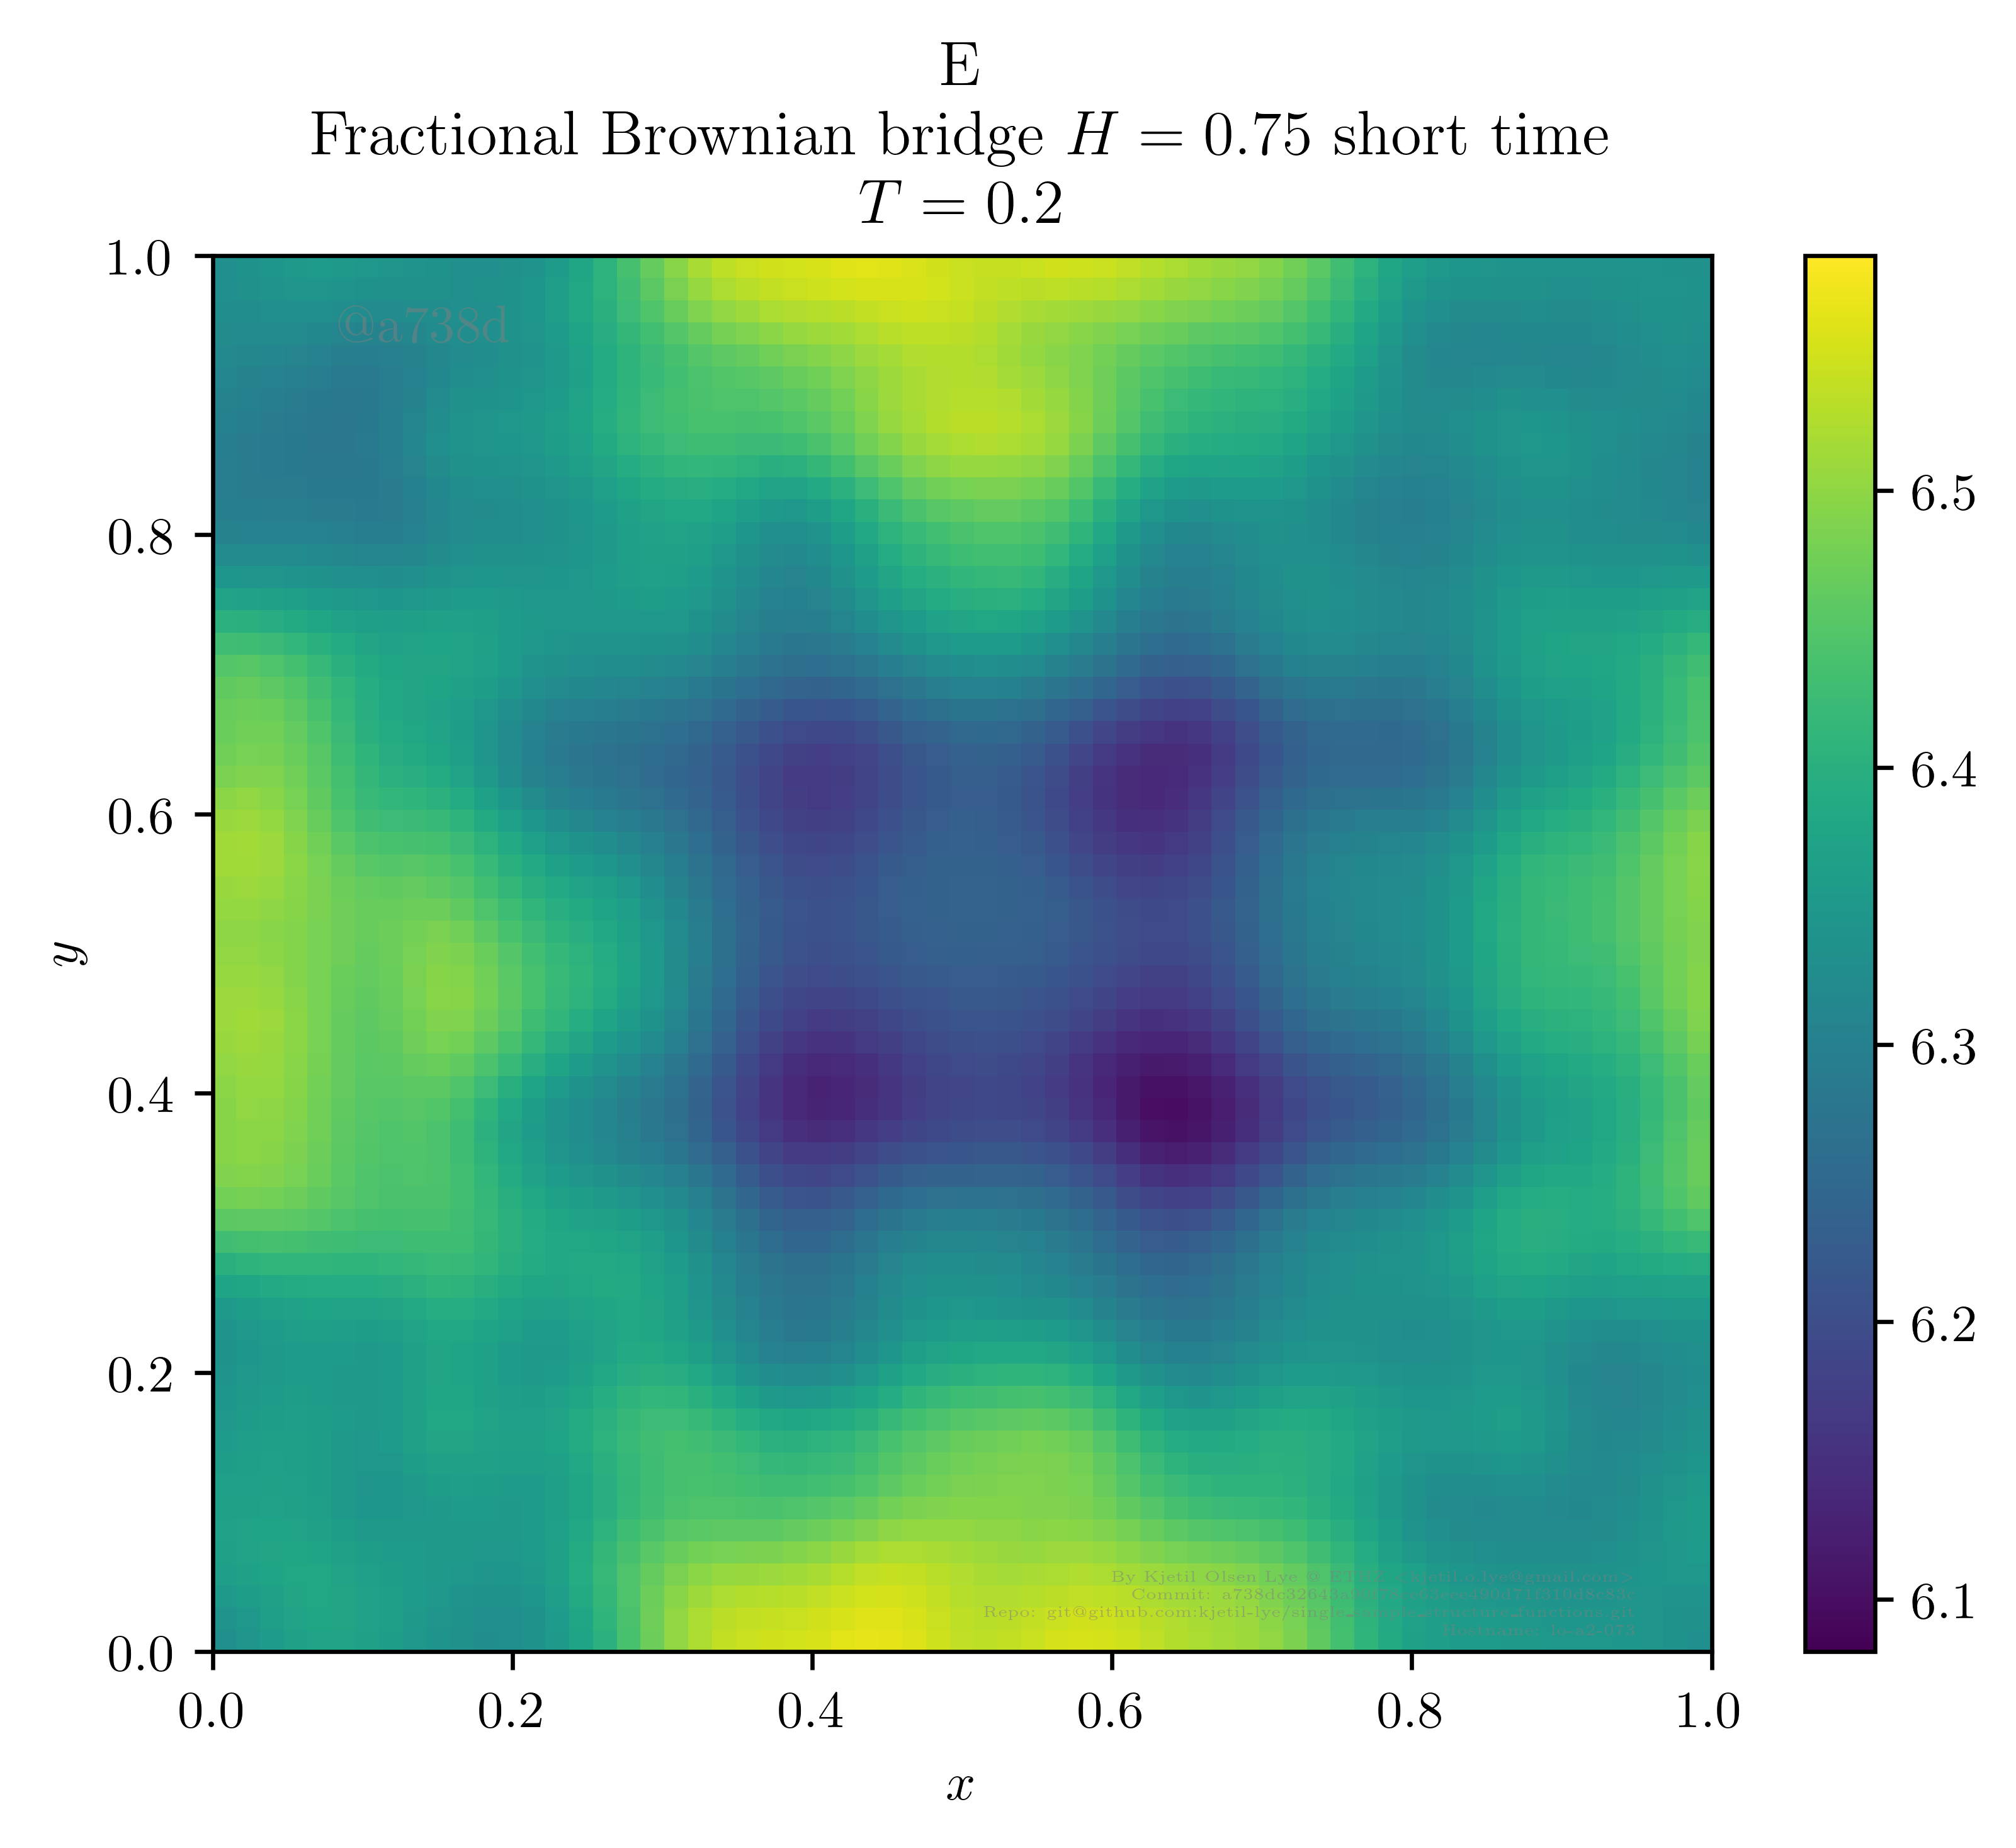 E
Fractional Brownian bridge H = 0.75 short time
T = 0.2
1.0
@a738d
0.8
0.6
0.4
0.2
0.0
y
0.0 0.2 0.4 0.6 0.8 1.0
x
6.5
6.4
6.3
6.2
6.1
By Kjetil Olsen Lye @
Commit:
Repo:
Hostname: